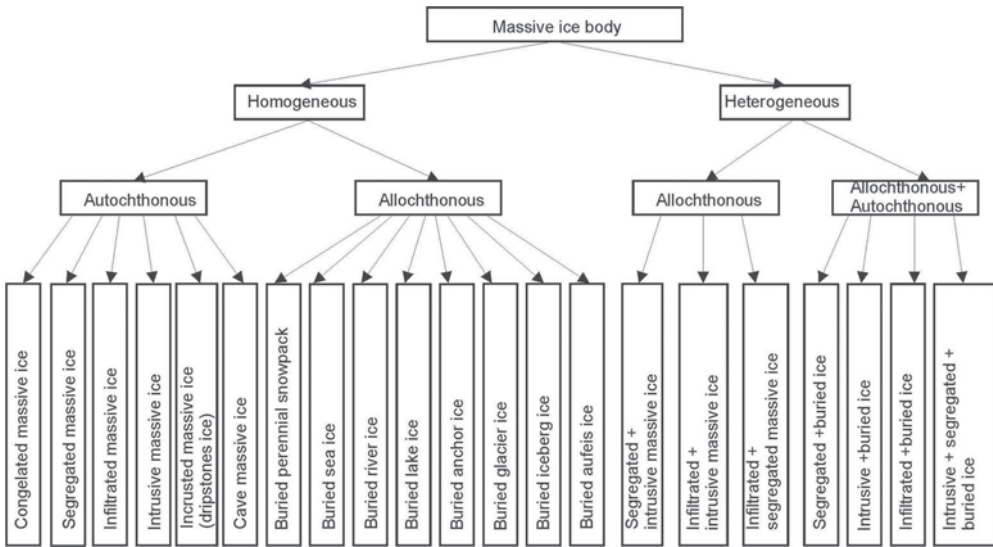 Massive ice body
Homogeneous
Heterogeneous
Autochthonous
Allochthonous
Allochthonous
Allochthonous+
Autochthonous
Congelated massive ice
Segregated massive ice
Infiltrated massive ice
Intrusive massive ice
Incrusted massive ice
(dripstones ice)
Cave massive ice
Buried perennial snowpack
Buried sea ice
Buried river ice
Buried lake ice
Buried anchor ice
Buried glacier ice
Buried iceberg ice
Buried aufeis ice
Segregated +
intrusive massive ice
Infiltrated +
intrusive massive ice
Infiltrated +
segregated massive ice
Segregated +buried ice
Intrusive +buried ice
Infiltrated +buried ice
Intrusive + segregated +
buried ice